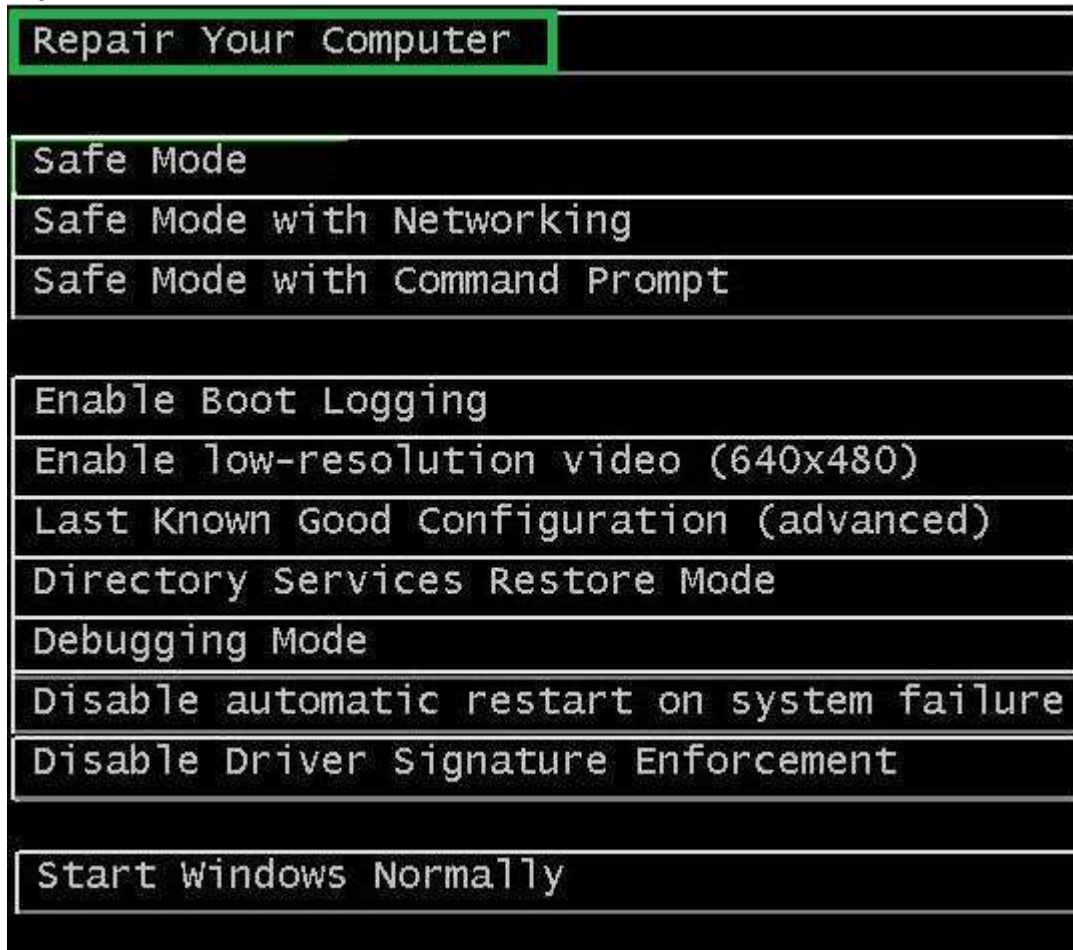 Repair Your Computer
Safe Mode
Safe Mode with Networking
Safe Mode with Command Prompt
Enable Boot Logging
Enable low-resolution video (640x480)
Last Known Good Configuration (advanced)
Directory Services Restore Mode
Debugging Mode
Disable automatic restart on system failure
Disable Driver Signature Enforcement
Start Windows Normally